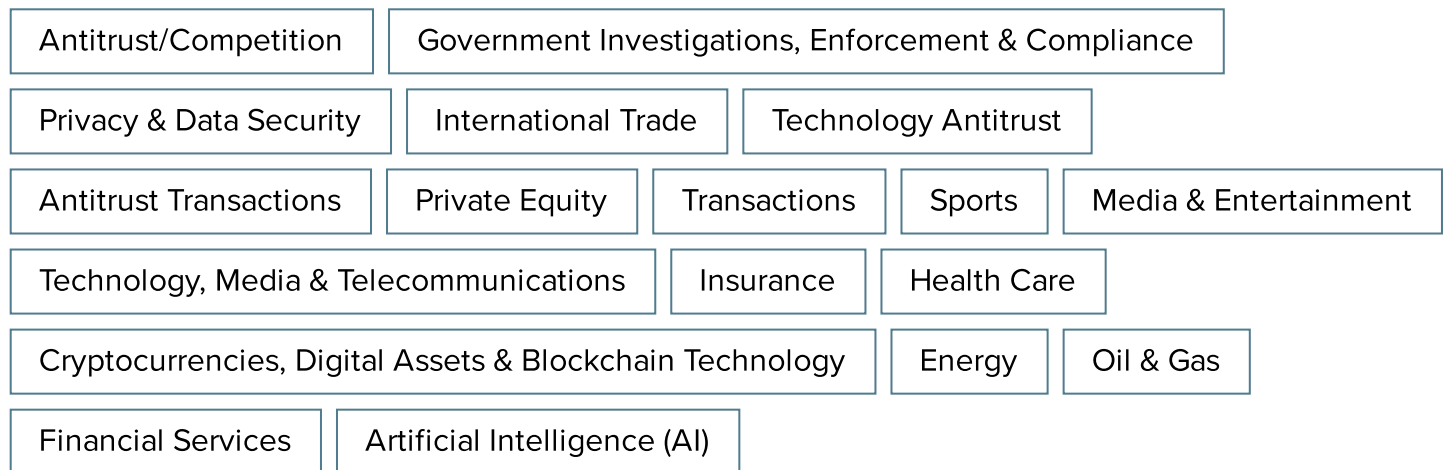 Antitrust/Competition Government Investigations, Enforcement & Compliance
Privacy & Data Security International Trade Technology Antitrust
Antitrust Transactions Private Equity Transactions Sports Media & Entertainment
Technology, Media & Telecommunications Insurance Health Care
Cryptocurrencies, Digital Assets & Blockchain Technology Energy Oil & Gas
Financial Services Artificial Intelligence (AI)